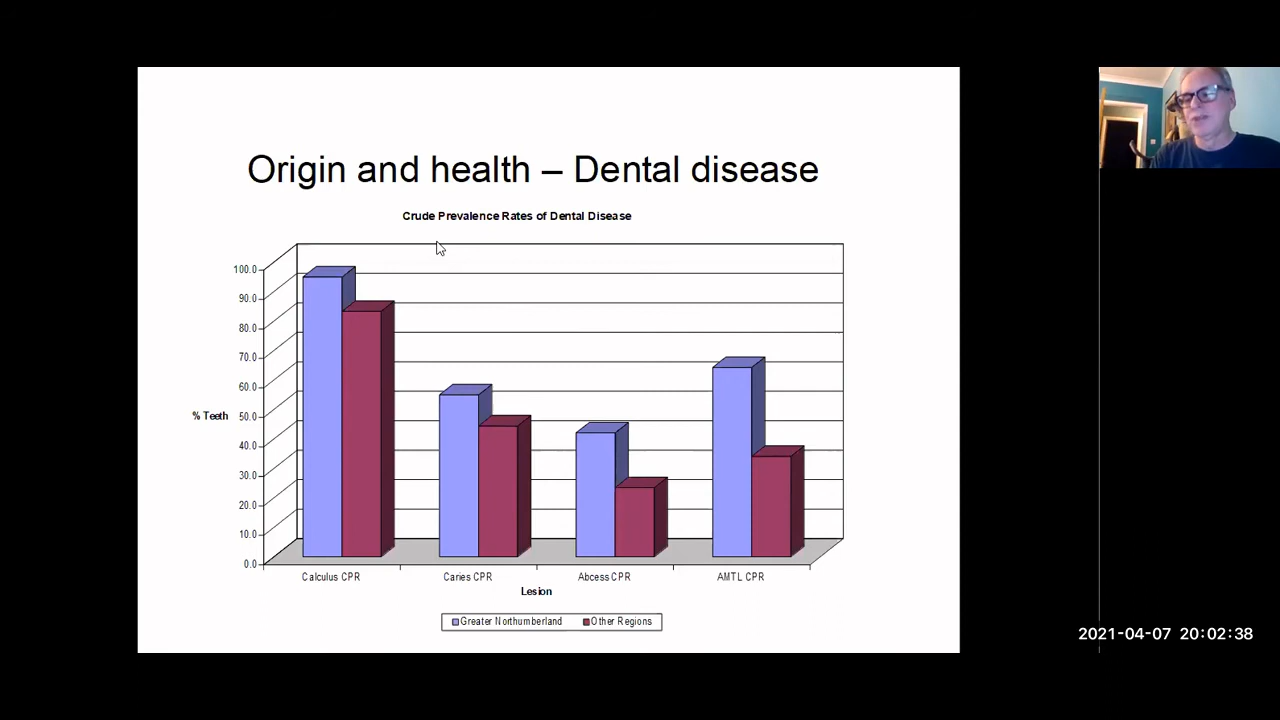 Origin and health – Dental disease
Crude Prevalence Rates of Dental Disease
100.0
90.0
80.0
70.0
60.0
% Teeth
50.0
40.0
30.0
20.0
10.0
0.0
Calculus CPR
Caries CPR
Abcess CPR
AMTL CPR
Lesion
Greater Northumberland
Other Regions
2021-04-07 20:02:38